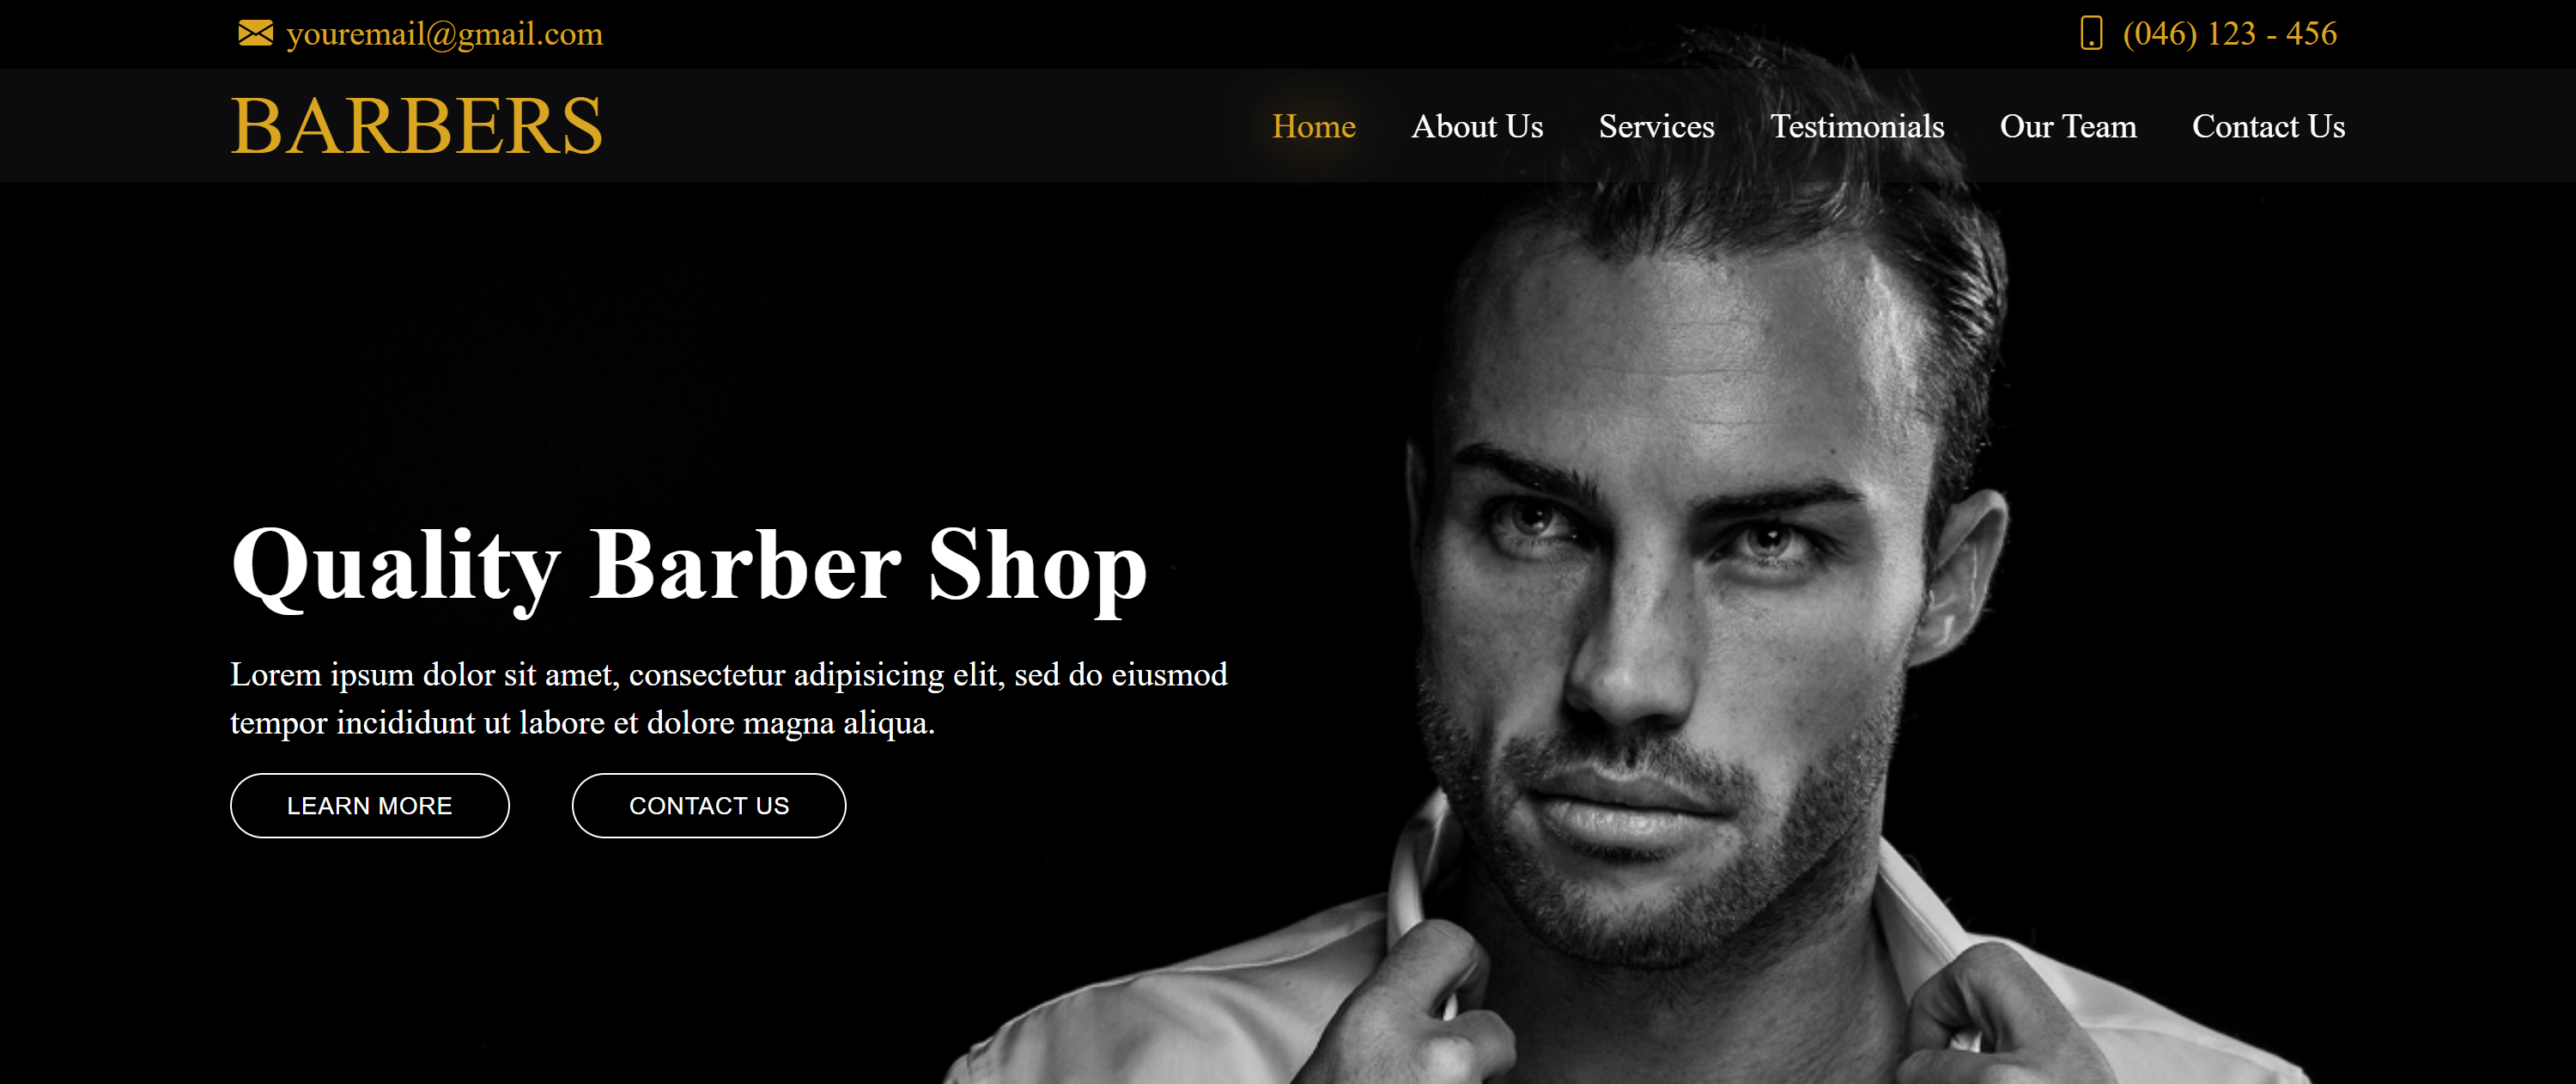 youremail@gmail.com
(046) 123 - 456
BARBERS
Home About Us Services Testimonials Our Team Contact Us
Quality Barber Shop
Lorem ipsum dolor sit amet, consectetur adipisicing elit, sed do eiusmod
tempor incididunt ut labore et dolore magna aliqua.
LEARN MORE CONTACT US